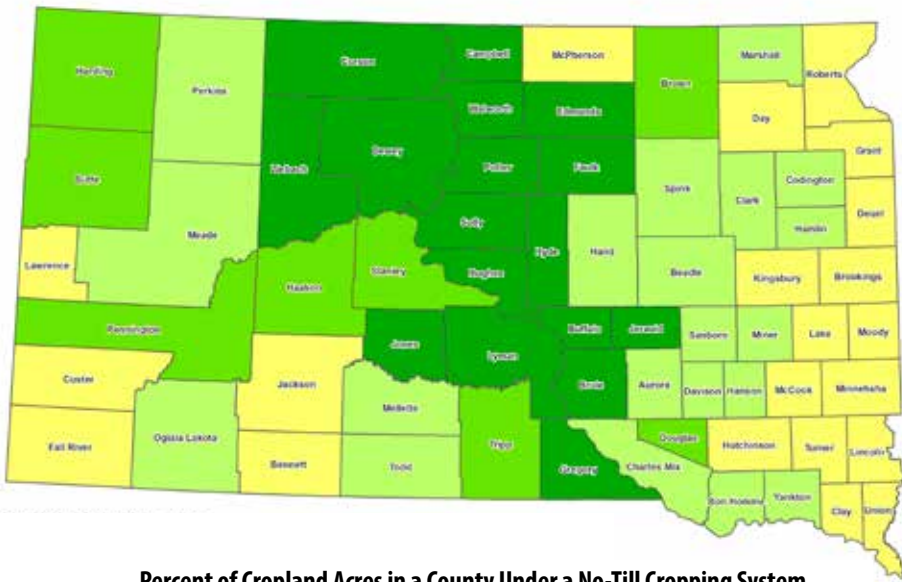 Harding
Perkins
Corson
Campbell
McPherson
Brown
Marshall
Roberts
Walworth
Edmunds
Day
Grant
Butte
Ziebach
Dewey
Potter
Faulk
Spink
Clark
Codington
Deuel
Hamlin
Meade
Sully
Hyde
Hand
Lawrence
Stanley
Hughes
Beadle
Kingsbury
Brookings
Haakon
Pennington
Jones
Lyman
Buffalo
Jerauld
Sanborn
Miner
Lake
Moody
Custer
Jackson
Mellette
Brule
Aurora
Davison
Hanson
McCook
Minnehaha
Fall River
Oglala Lakota
Bennett
Todd
Tripp
Gregory
Douglas
Charles Mix
Hutchinson
Turner
Lincoln
Bon Homme
Yankton
Clay
Union
Percent of Cropland Acres in a County Under a No-Till Cropping System